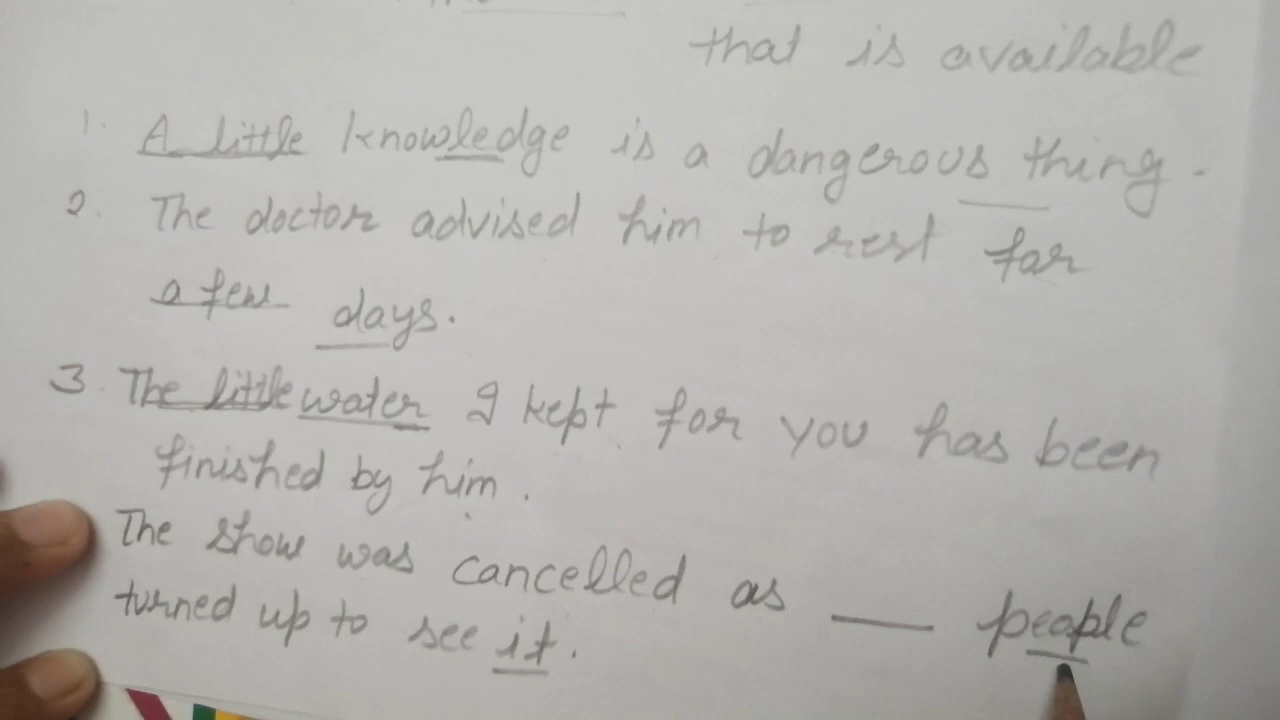 that is available
1. A little knowledge is a dangerous thing.
2. The doctor advised him to rest for
a few days.
3. The little water I kept for you has been
finished by him.
The show was cancelled as ___ people
turned up to see it.